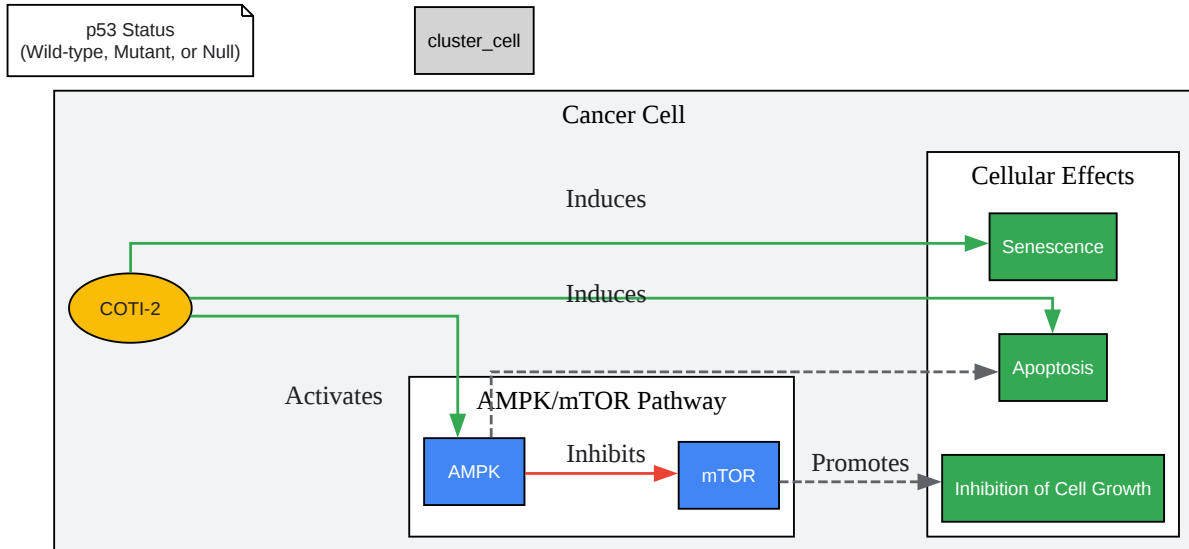 p53 Status
(Wild-type, Mutant, or Null)
cluster_cell
Cancer Cell
Cellular Effects
Induces
Senescence
COTI-2
Induces
Apoptosis
Activates
AMPK/mTOR Pathway
AMPK
Inhibits
mTOR
Promotes
Inhibition of Cell Growth